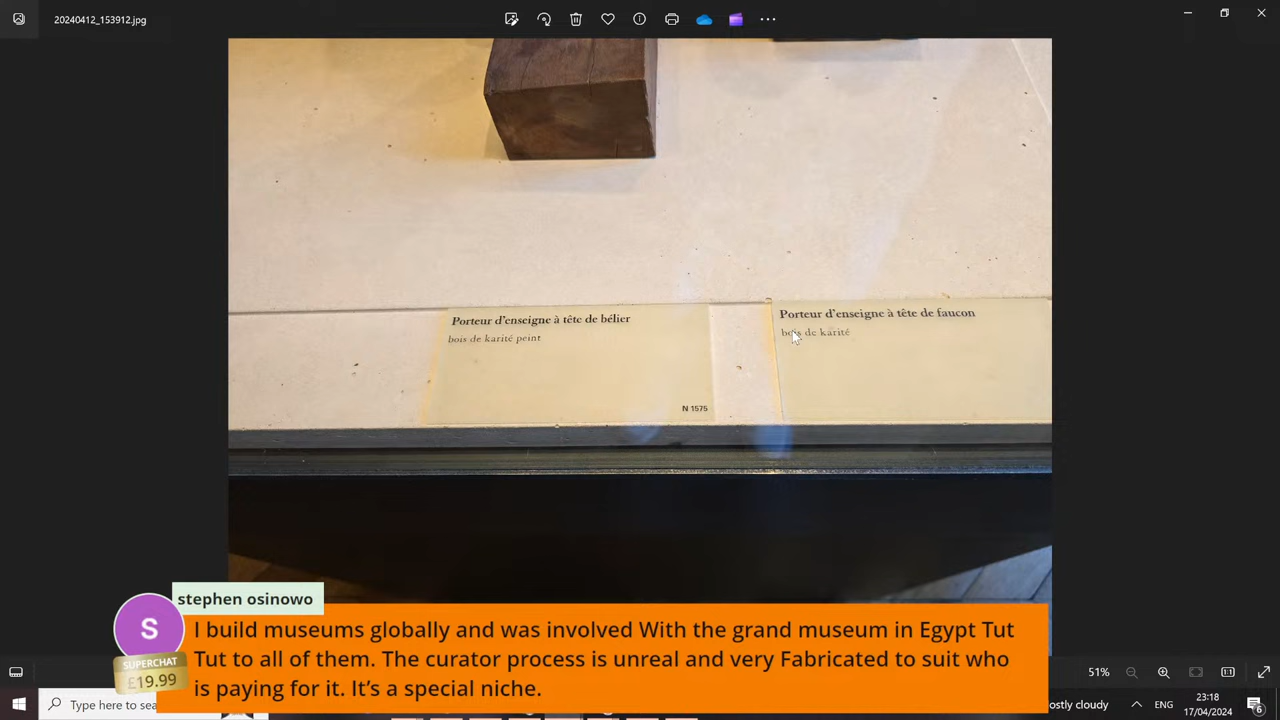 20240412_153912.jpg
Porteur d'enseigne à tête de bélier
bois de karité peint
N 1575
Porteur d'enseigne à tête de faucon
bois de karité
stephen osinowo
S
SUPERCHAT
£19.99
I build museums globally and was involved With the grand museum in Egypt Tut
Tut to all of them. The curator process is unreal and very Fabricated to suit who
is paying for it. It's a special niche.
51%
Type here to sea
ostly cloudy
ENG
23:18
17/04/2024
6